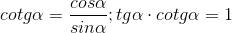 cotgα = cosα/sinα; tgα · cotgα = 1